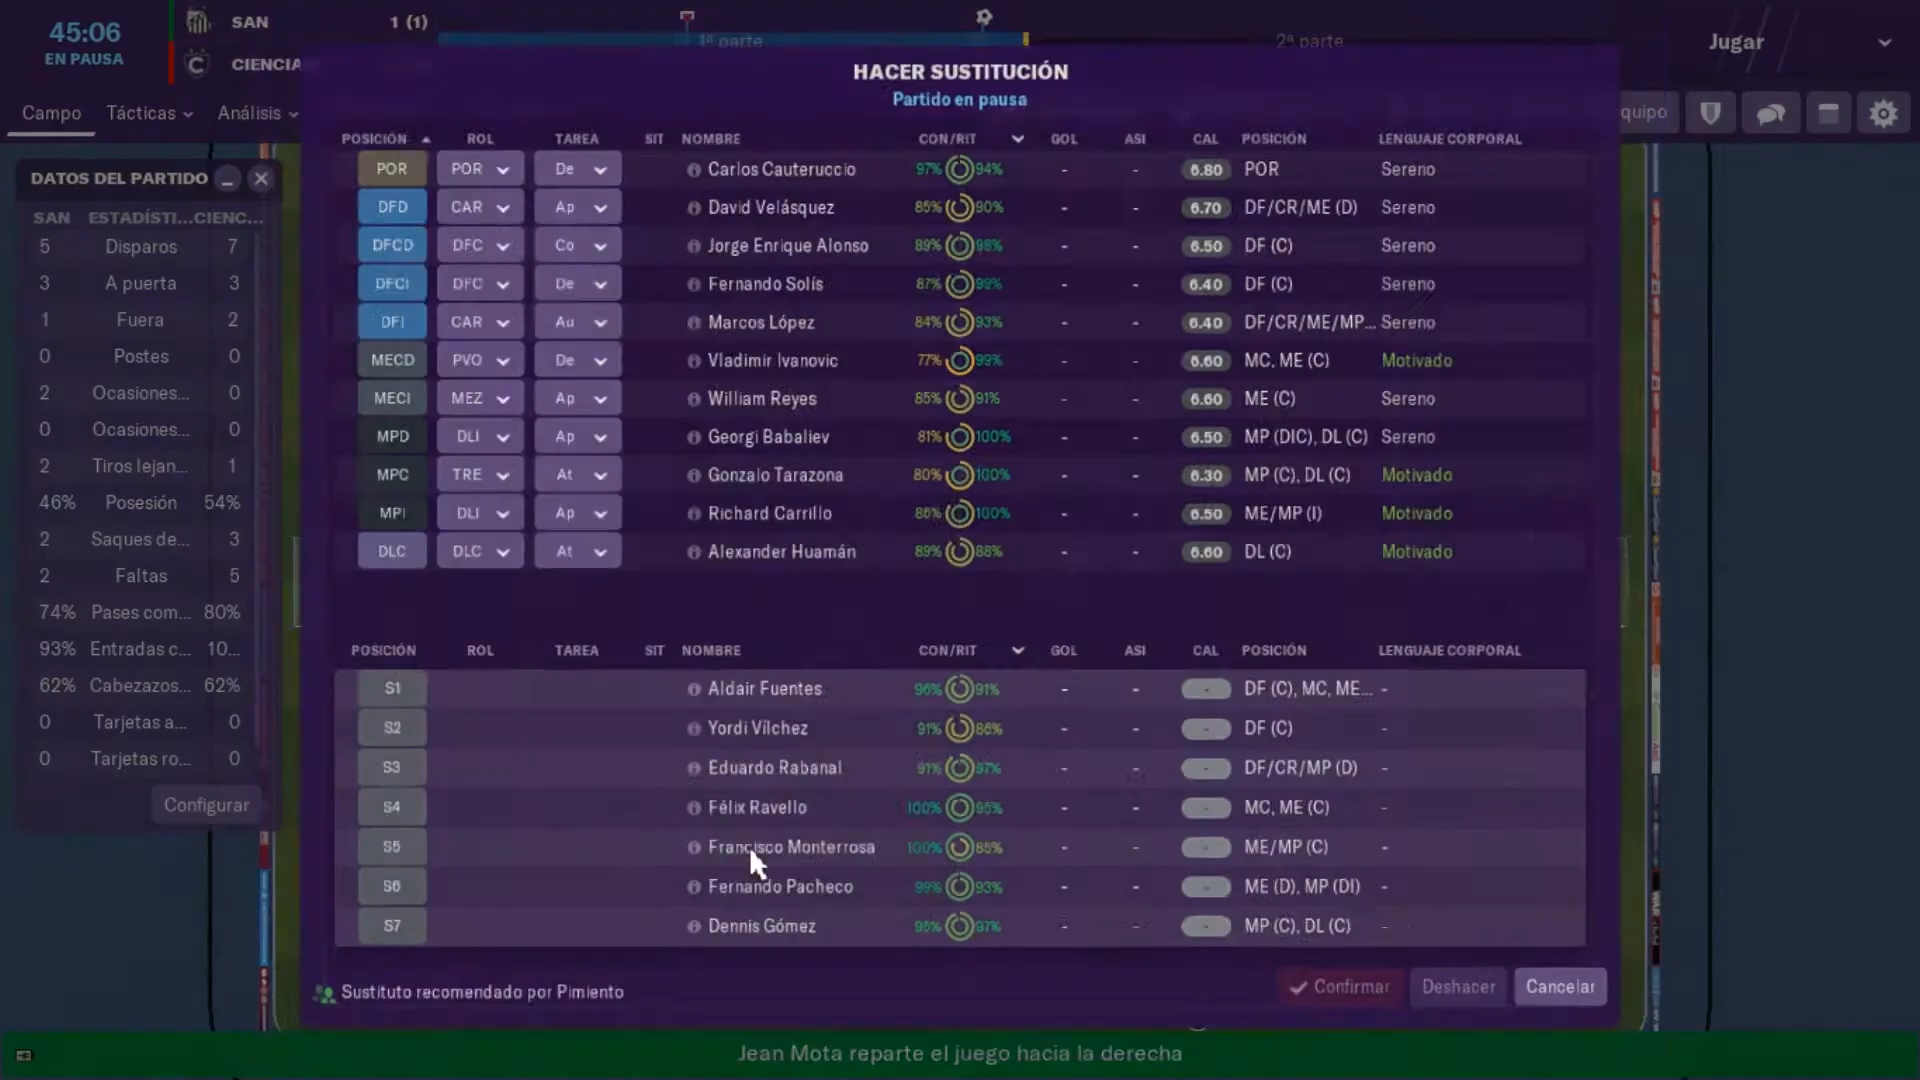 45:06
EN PAUSA
SAN 1 (1)
CIENCIA
1ª parte
2ª parte
Jugar
Campo Tácticas Análisis
quipo
HACER SUSTITUCIÓN
Partido en pausa
DATOS DEL PARTIDO
SAN ESTADÍSTI... CIENC...
5 Disparos 7
3 A puerta 3
1 Fuera 2
0 Postes 0
2 Ocasiones... 0
0 Ocasiones... 0
2 Tiros lejan... 1
46% Posesión 54%
2 Saques de... 3
2 Faltas 5
74% Pases com... 80%
93% Entradas c... 10...
62% Cabezazos... 62%
0 Tarjetas a... 0
0 Tarjetas ro... 0
Configurar
POSICIÓN ROL TAREA SIT NOMBRE CON/RIT GOL ASI CAL POSICIÓN LENGUAJE CORPORAL
POR POR De Carlos Cauteruccio 97% 94% - - 6.80 POR Sereno
DFD CAR Ap David Velásquez 85% 90% - - 6.70 DF/CR/ME (D) Sereno
DFCD DFC Co Jorge Enrique Alonso 89% 98% - - 6.50 DF (C) Sereno
DFCI DFC De Fernando Solís 87% 99% - - 6.40 DF (C) Sereno
DFI CAR Au Marcos López 84% 93% - - 6.40 DF/CR/ME/MP... Sereno
MECD PVO De Vladimir Ivanovic 77% 99% - - 6.60 MC, ME (C) Motivado
MECI MEZ Ap William Reyes 85% 91% - - 6.60 ME (C) Sereno
MPD DLI Ap Georgi Babaliev 81% 100% - - 6.50 MP (DIC), DL (C) Sereno
MPC TRE At Gonzalo Tarazona 80% 100% - - 6.30 MP (C), DL (C) Motivado
MPI DLI Ap Richard Carrillo 86% 100% - - 6.50 ME/MP (I) Motivado
DLC DLC At Alexander Huamán 89% 88% - - 6.60 DL (C) Motivado
POSICIÓN ROL TAREA SIT NOMBRE CON/RIT GOL ASI CAL POSICIÓN LENGUAJE CORPORAL
S1 Aldair Fuentes 96% 91% - - - DF (C), MC, ME... -
S2 Yordi Vílchez 91% 86% - - - DF (C) -
S3 Eduardo Rabanal 91% 97% - - - DF/CR/MP (D) -
S4 Félix Ravello 100% 95% - - - MC, ME (C) -
S5 Francisco Monterrosa 100% 85% - - - ME/MP (C) -
S6 Fernando Pacheco 99% 93% - - - ME (D), MP (DI) -
S7 Dennis Gómez 95% 97% - - - MP (C), DL (C) -
Sustituto recomendado por Pimiento
Confirmar Deshacer Cancelar
Jean Mota reparte el juego hacia la derecha